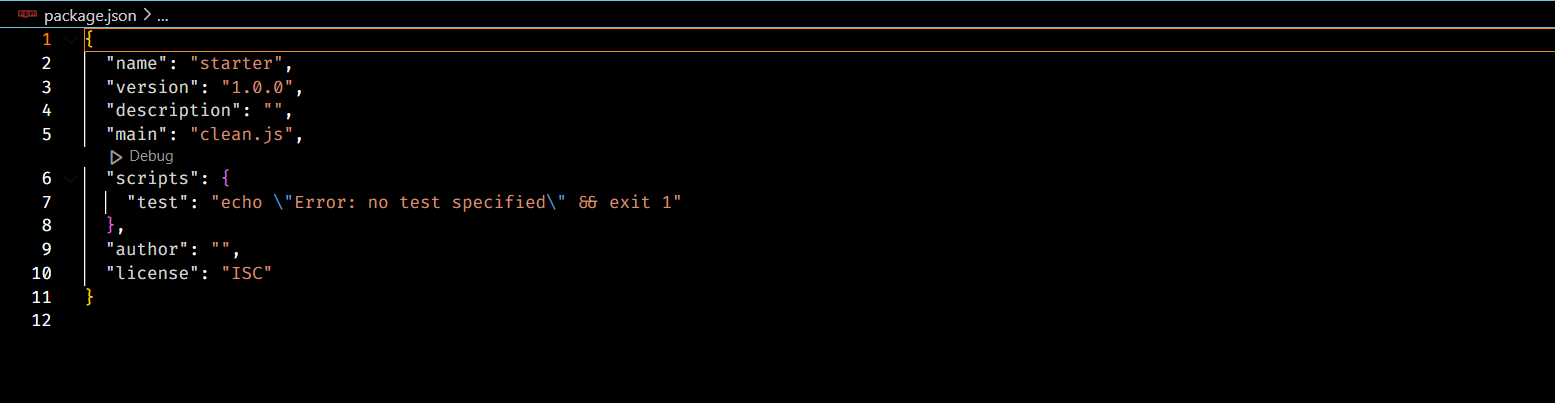 npm package.json > ...
1 {
2 "name": "starter",
3 "version": "1.0.0",
4 "description": "",
5 "main": "clean.js",
Debug
6 "scripts": {
7 "test": "echo \"Error: no test specified\" && exit 1"
8 },
9 "author": "",
10 "license": "ISC"
11 }
12